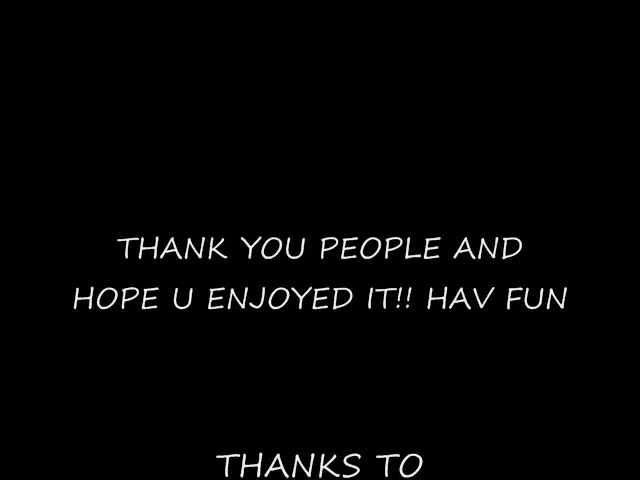 THANK YOU PEOPLE AND
HOPE U ENJOYED IT!! HAV FUN
THANKS TO